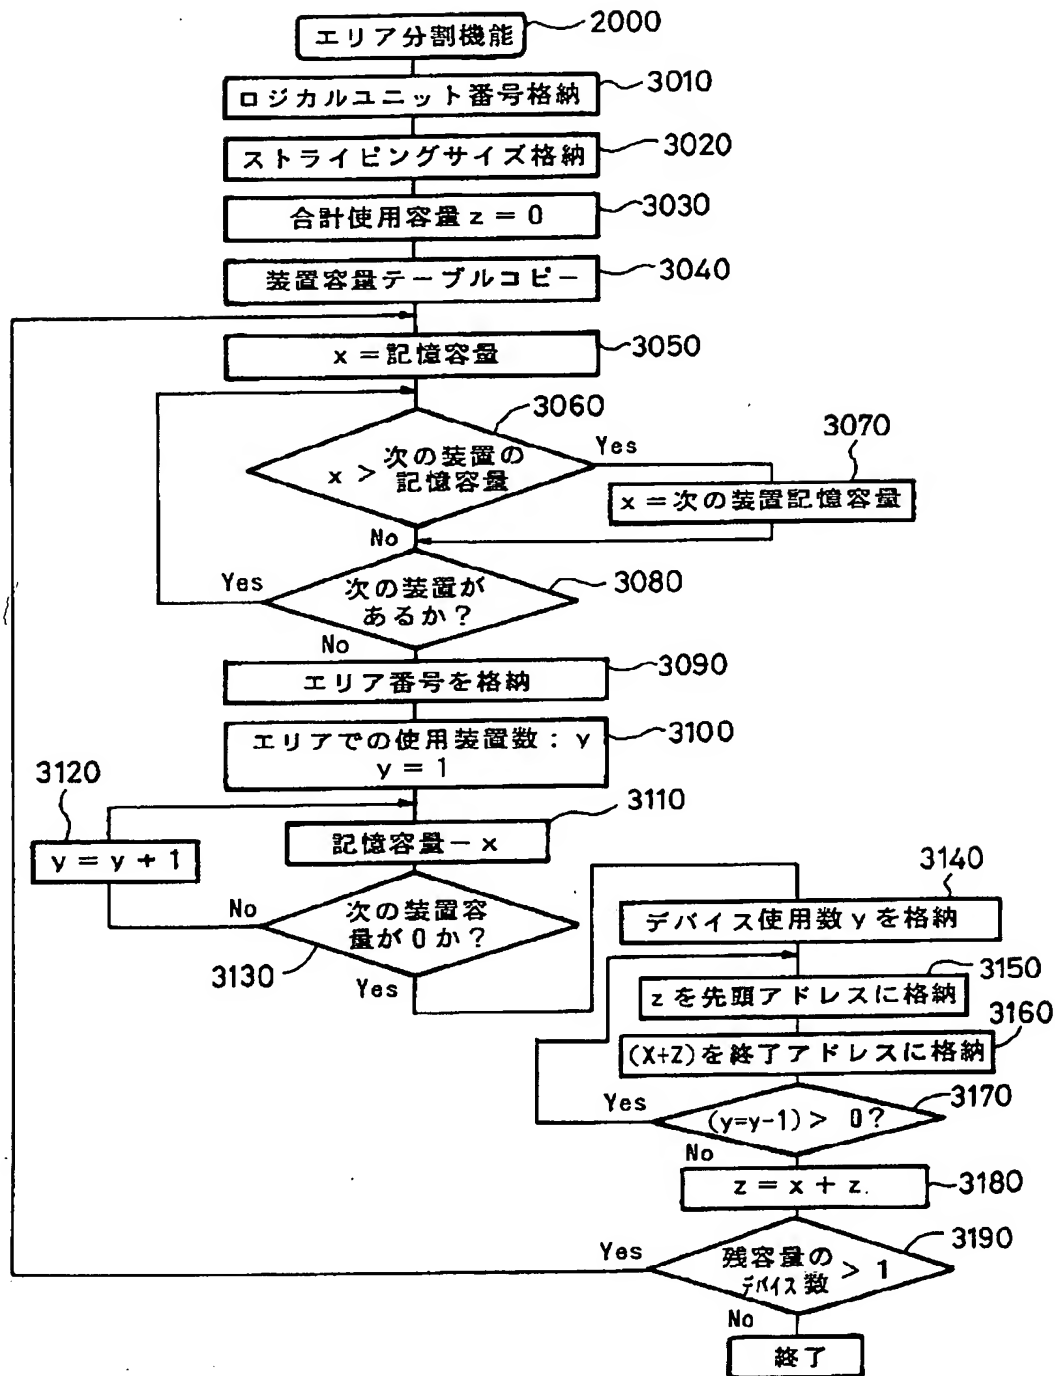 エリア分割機能
2000
ロジカルユニット番号格納
3010
ストライピングサイズ格納
3020
合計使用容量 z = 0
3030
装置容量テーブルコピー
3040
x = 記憶容量
3050
3060
x > 次の装置の
記憶容量
Yes
3070
x = 次の装置記憶容量
No
Yes
次の装置が
あるか?
3080
No
エリア番号を格納
3090
エリアでの使用装置数: y
y = 1
3100
3120
y = y + 1
3110
記憶容量 - x
No
次の装置容
量が0か?
3130
Yes
3140
デバイス使用数 y を格納
3150
z を先頭アドレスに格納
3160
(X+Z)を終了アドレスに格納
Yes
(y=y-1) > 0?
3170
No
z = x + z.
3180
Yes
残容量の
デバイス数 > 1
3190
No
終了